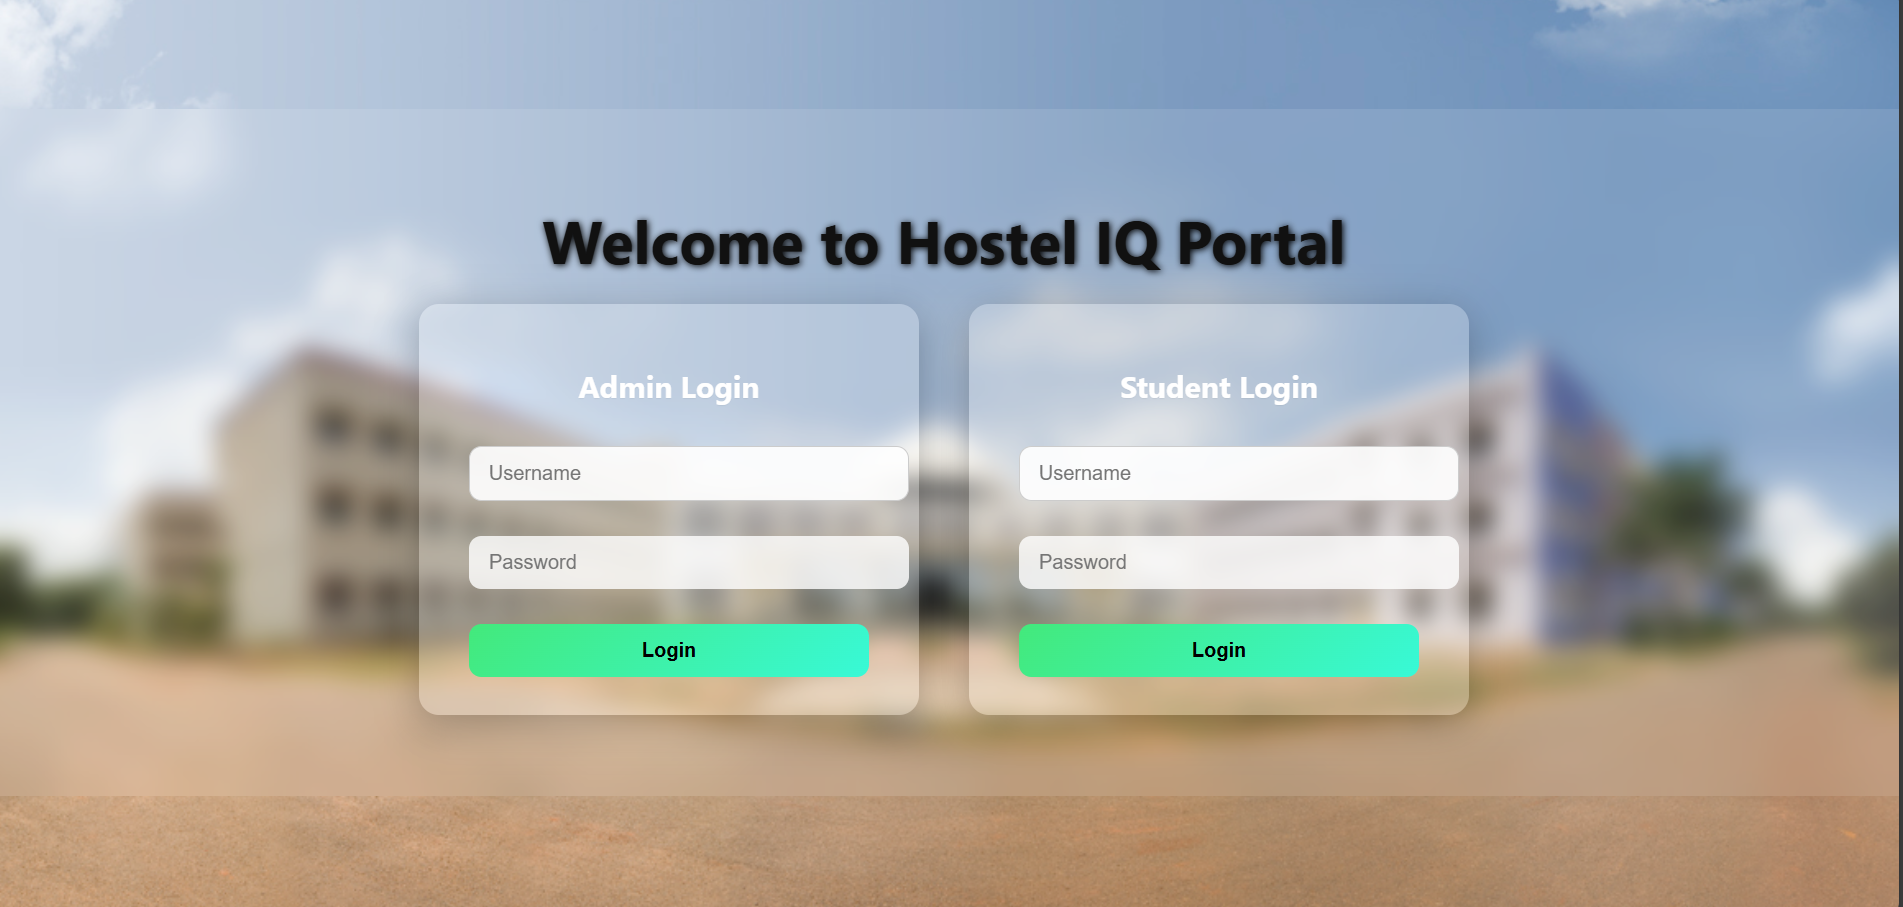 Welcome to Hostel IQ Portal
Admin Login
Username
Password
Login
Student Login
Username
Password
Login